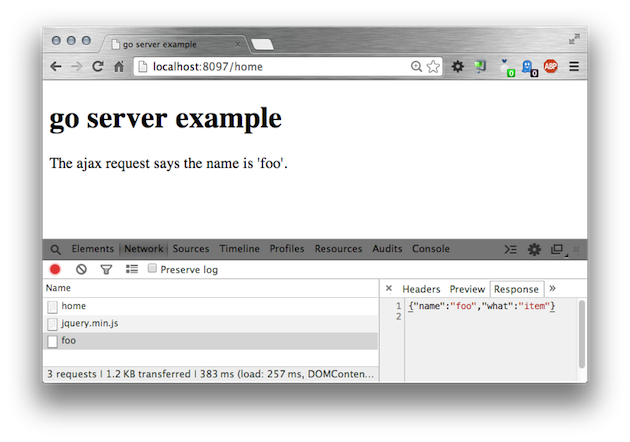 go server example
localhost:8097/home
0
0
ABP
go server example
The ajax request says the name is 'foo'.
Elements Network Sources Timeline Profiles Resources Audits Console
Preserve log
Name
home
jquery.min.js
foo
3 requests | 1.2 KB transferred | 383 ms (load: 257 ms, DOMConten...
× Headers Preview Response »
1 {"name":"foo","what":"item"}
2